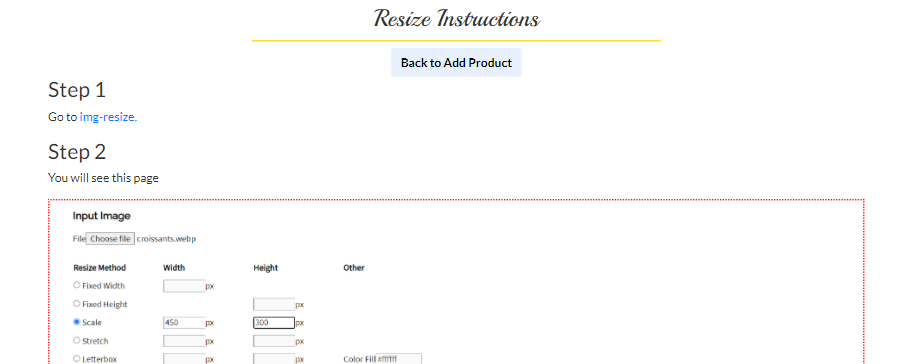 Resize Instructions
Back to Add Product
Step 1
Go to img-resize.
Step 2
You will see this page
Input Image
File Choose file croissants.webp
Resize Method Width Height Other
Fixed Width px
Fixed Height px
Scale 450 px 300 px
Stretch px px
Letterbox px px Color Fill #ffffff